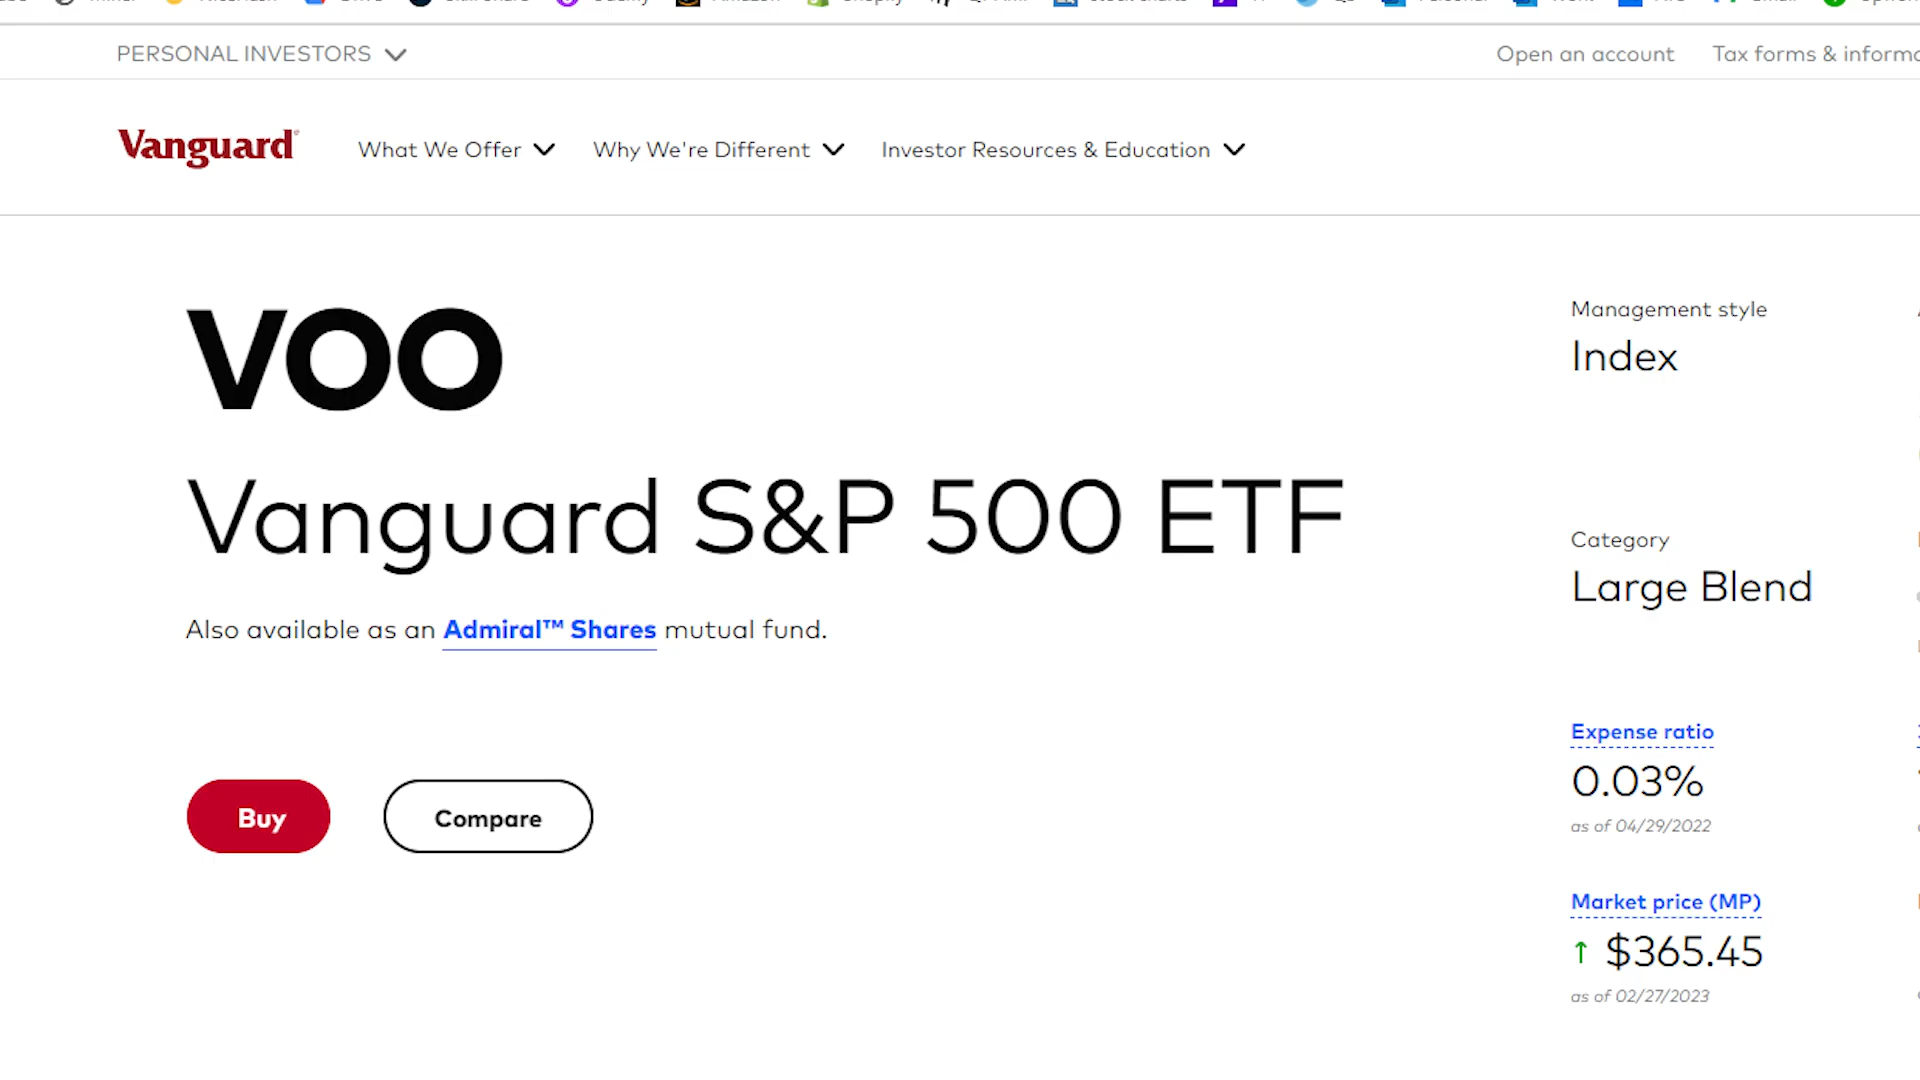 PERSONAL INVESTORS
Open an account
Tax forms &
Vanguard
What We Offer
Why We're Different
Investor Resources & Education
VOO
Vanguard S&P 500 ETF
Also available as an Admiral™ Shares mutual fund.
Buy
Compare
Management style
Index
Category
Large Blend
Expense ratio
0.03%
as of 04/29/2022
Market price (MP)
↑ $365.45
as of 02/27/2023